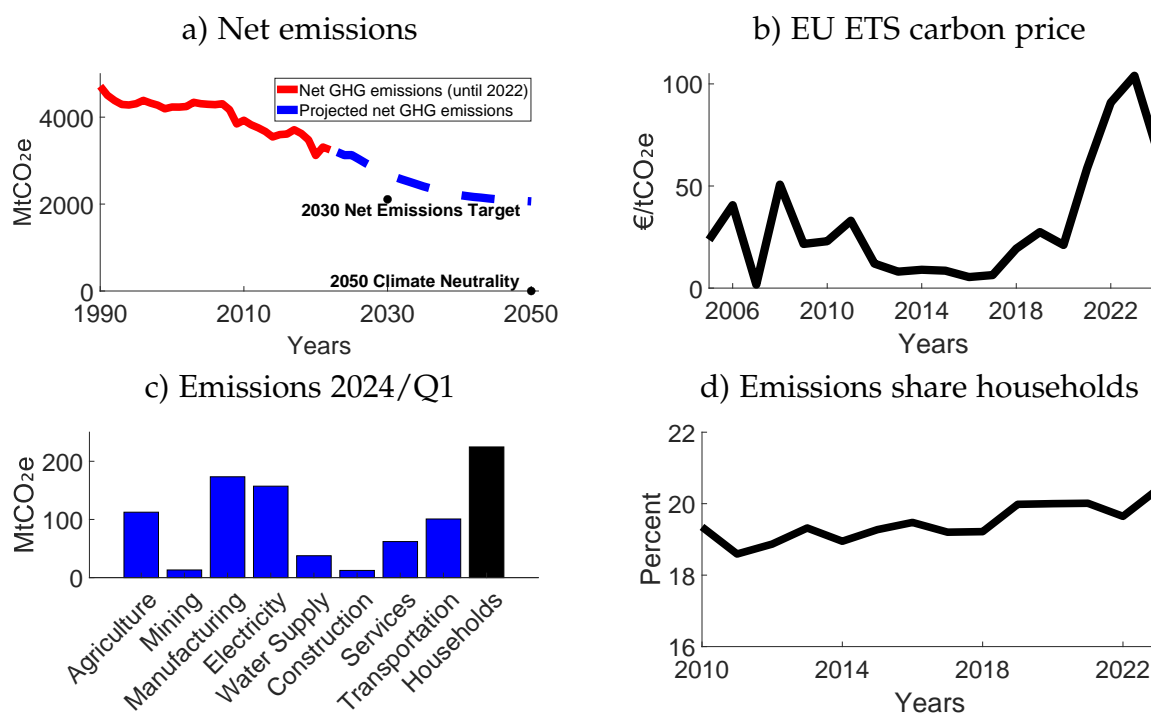 a) Net emissions
Net GHG emissions (until 2022)
Projected net GHG emissions
MtCO₂e
4000
2000
0
2030 Net Emissions Target
2050 Climate Neutrality
1990 2010 2030 2050
Years
b) EU ETS carbon price
€/tCO₂e
100
50
0
2006 2010 2014 2018 2022
Years
c) Emissions 2024/Q1
MtCO₂e
200
100
0
Agriculture
Mining
Manufacturing
Electricity
Water Supply
Construction
Services
Transportation
Households
d) Emissions share households
Percent
22
20
18
16
2010 2014 2018 2022
Years